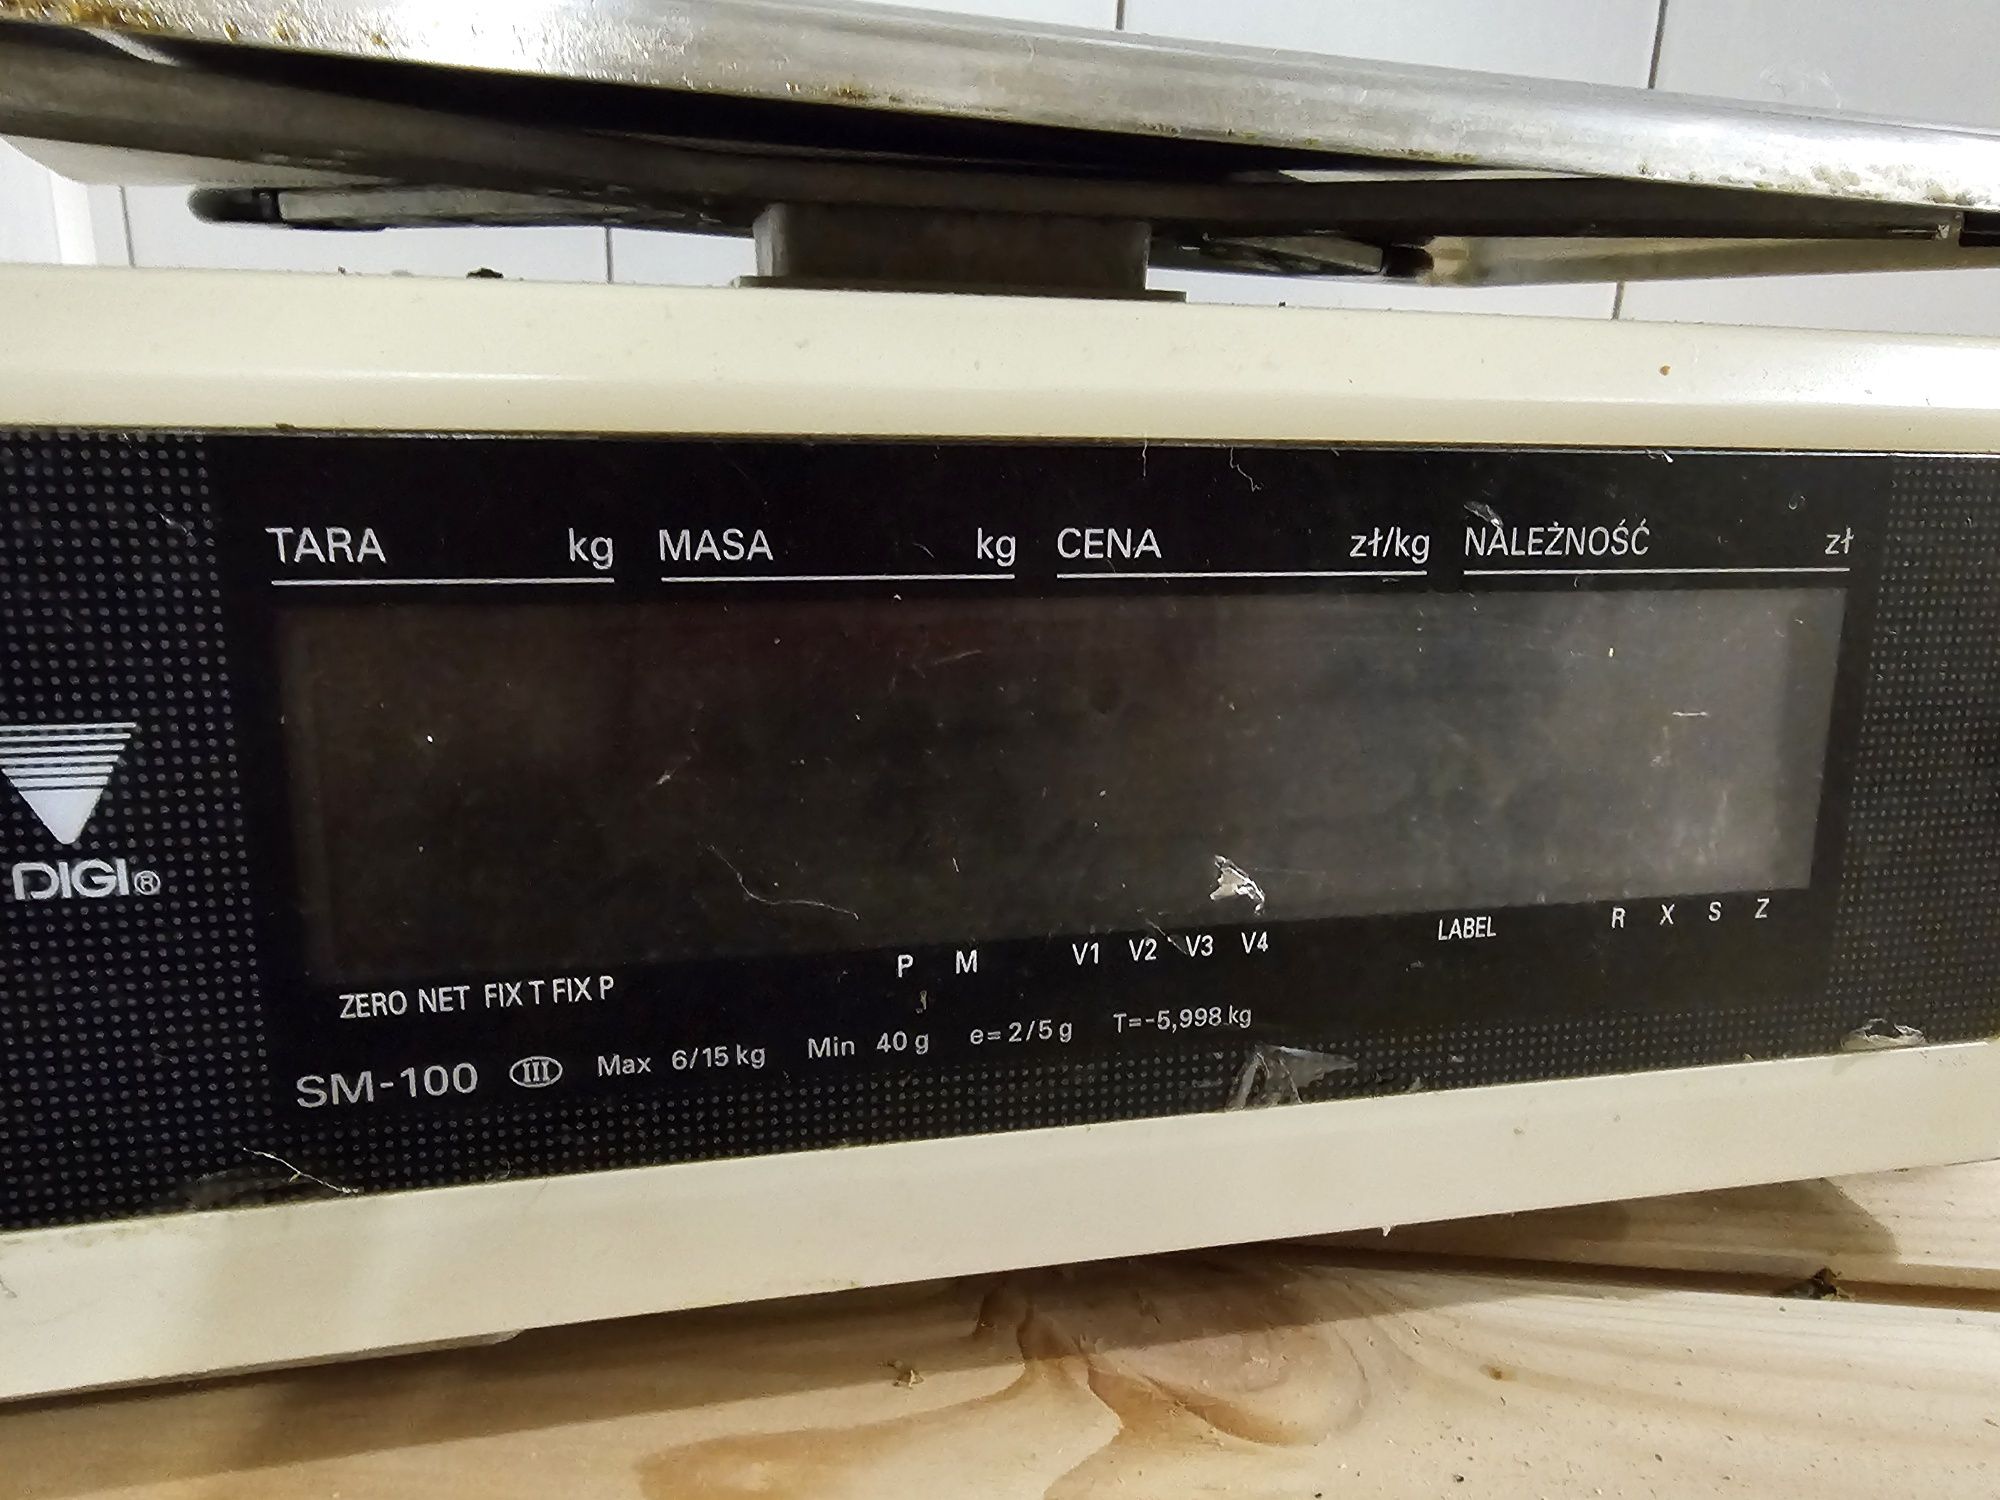 TARA kg MASA kg CENA zł/kg NALEŻNOŚĆ zł
DIGI®
ZERO NET FIX T FIX P P M V1 V2 V3 V4 LABEL R X S Z
SM-100 III Max 6/15 kg Min 40 g e=2/5 g T=-5,998 kg